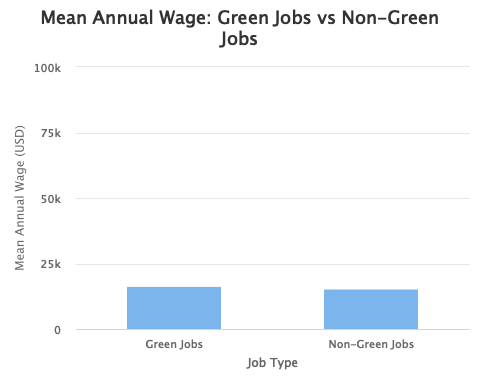 Mean Annual Wage: Green Jobs vs Non-Green
Jobs
100k
75k
50k
25k
0
Mean Annual Wage (USD)
Green Jobs
Non-Green Jobs
Job Type